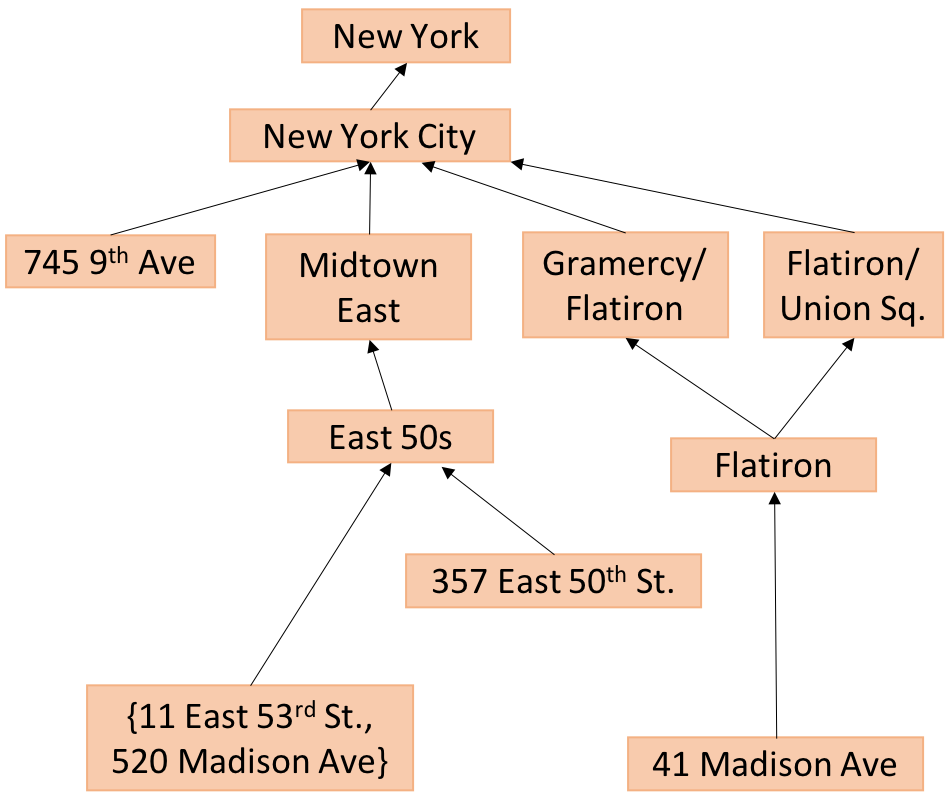 New York
New York City
745 9th Ave
Midtown
East
Gramercy/
Flatiron
Flatiron/
Union Sq.
East 50s
Flatiron
357 East 50th St.
{11 East 53rd St.,
520 Madison Ave}
41 Madison Ave